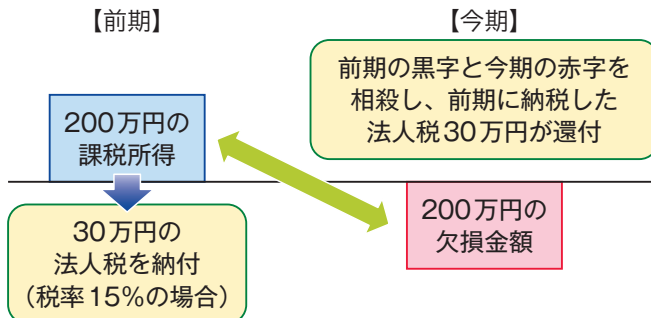 【前期】
200万円の
課税所得
30万円の
法人税を納付
(税率15%の場合)
【今期】
前期の黒字と今期の赤字を
相殺し、前期に納税した
法人税30万円が還付
200万円の
欠損金額